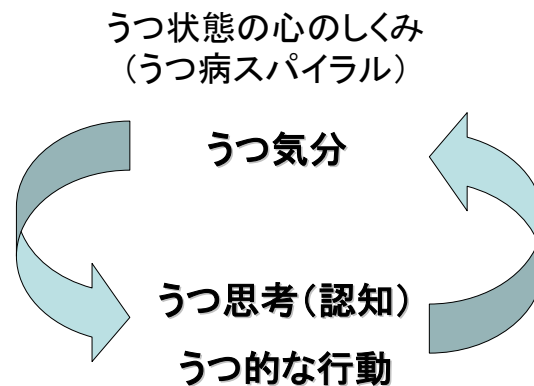 うつ状態の心のしくみ
（うつ病スパイラル）
うつ気分
うつ思考（認知）
うつ的な行動